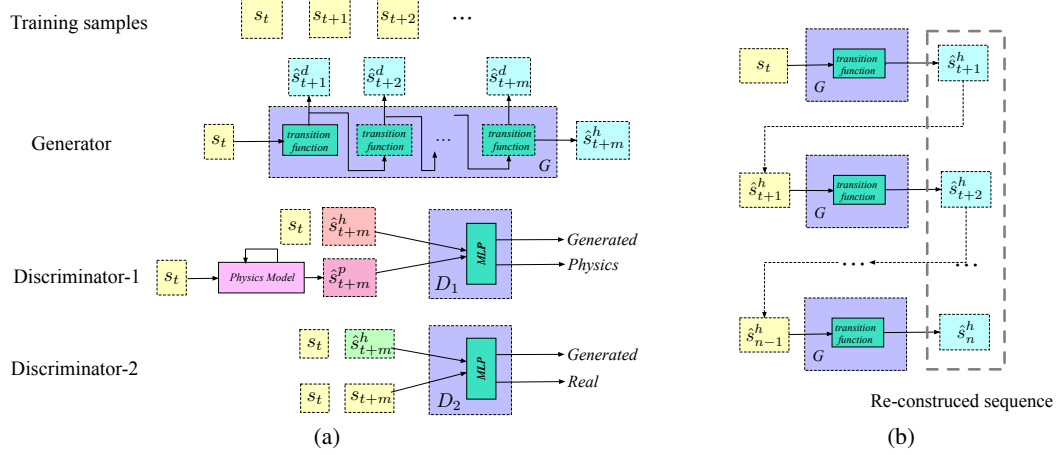 Training samples
s_t s_{t+1} s_{t+2} ...
ŝ^d_{t+1} ŝ^d_{t+2} ŝ^d_{t+m}
Generator
s_t
transition function
transition function
...
transition function
G
ŝ^h_{t+m}
s_t ŝ^h_{t+m}
Discriminator-1
s_t
Physics Model
ŝ^p_{t+m}
D_1
MLP
Generated
Physics
s_t ŝ^h_{t+m}
Discriminator-2
s_t s_{t+m}
D_2
MLP
Generated
Real
(a)
s_t
transition function
G
ŝ^h_{t+1}
ŝ^h_{t+1}
transition function
G
ŝ^h_{t+2}
... ...
ŝ^h_{n-1}
transition function
G
ŝ^h_n
Re-construced sequence
(b)